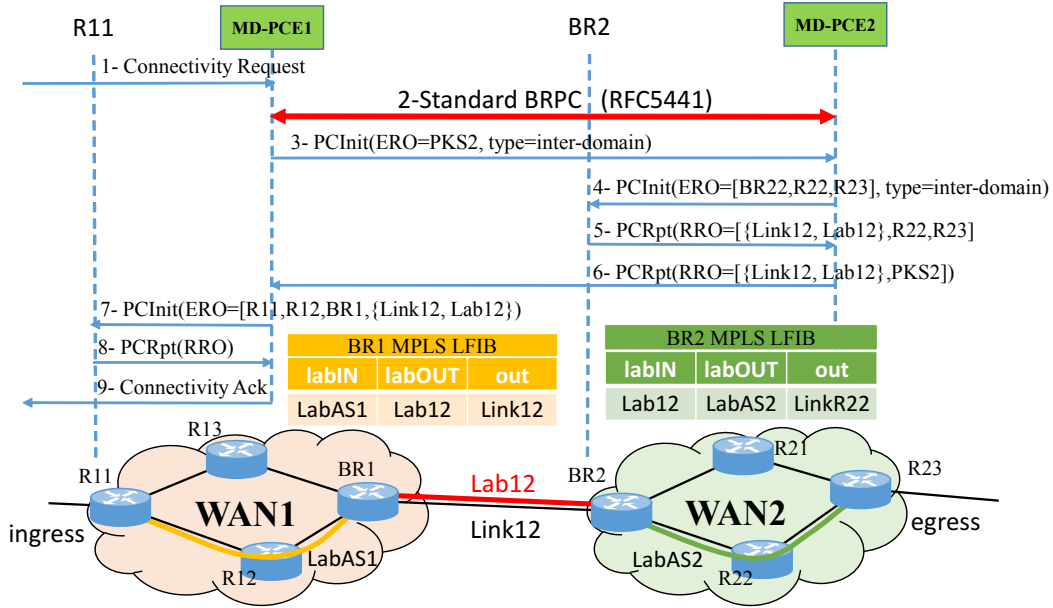 R11
MD-PCE1
BR2
MD-PCE2
1- Connectivity Request
2-Standard BRPC (RFC5441)
3- PCInit(ERO=PKS2, type=inter-domain)
4- PCInit(ERO=[BR22,R22,R23], type=inter-domain)
5- PCRpt(RRO=[{Link12, Lab12},R22,R23]
6- PCRpt(RRO=[{Link12, Lab12},PKS2])
7- PCInit(ERO=[R11,R12,BR1,{Link12, Lab12})
8- PCRpt(RRO)
9- Connectivity Ack
BR1 MPLS LFIB
labIN labOUT out
LabAS1 Lab12 Link12
BR2 MPLS LFIB
labIN labOUT out
Lab12 LabAS2 LinkR22
R13
R11
BR1
WAN1
ingress
R12
LabAS1
Lab12
Link12
BR2
R21
R23
WAN2
egress
LabAS2
R22